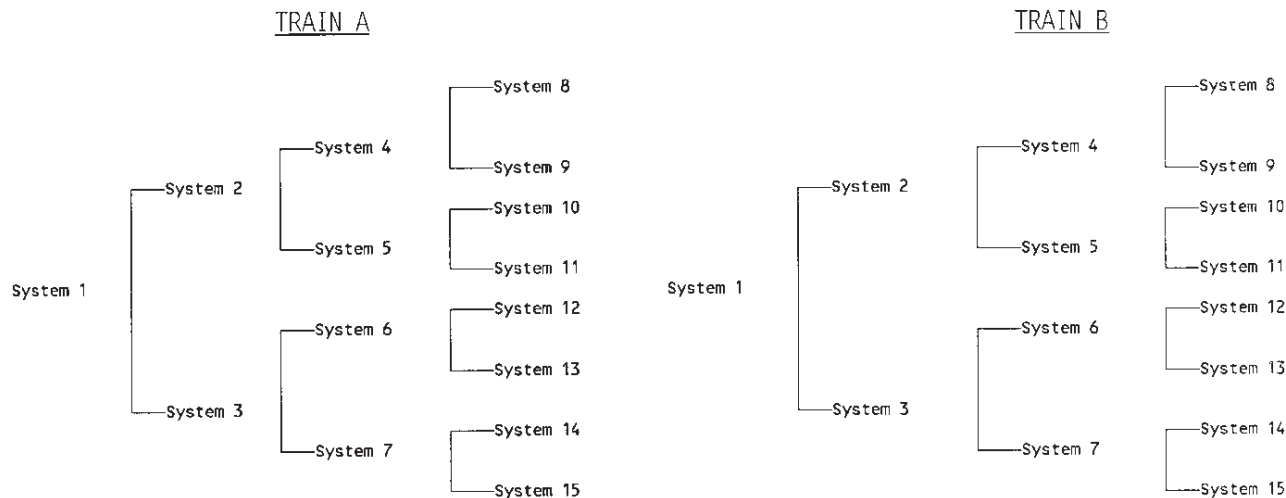 TRAIN A
System 1
System 2
System 3
System 4
System 5
System 6
System 7
System 8
System 9
System 10
System 11
System 12
System 13
System 14
System 15
TRAIN B
System 1
System 2
System 3
System 4
System 5
System 6
System 7
System 8
System 9
System 10
System 11
System 12
System 13
System 14
System 15